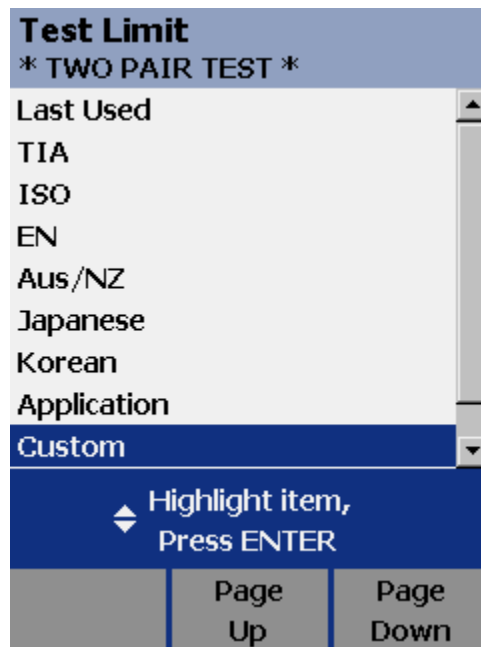 Test Limit
* TWO PAIR TEST *
Last Used
TIA
ISO
EN
Aus/NZ
Japanese
Korean
Application
Custom
Highlight item,
Press ENTER
Page Up
Page Down